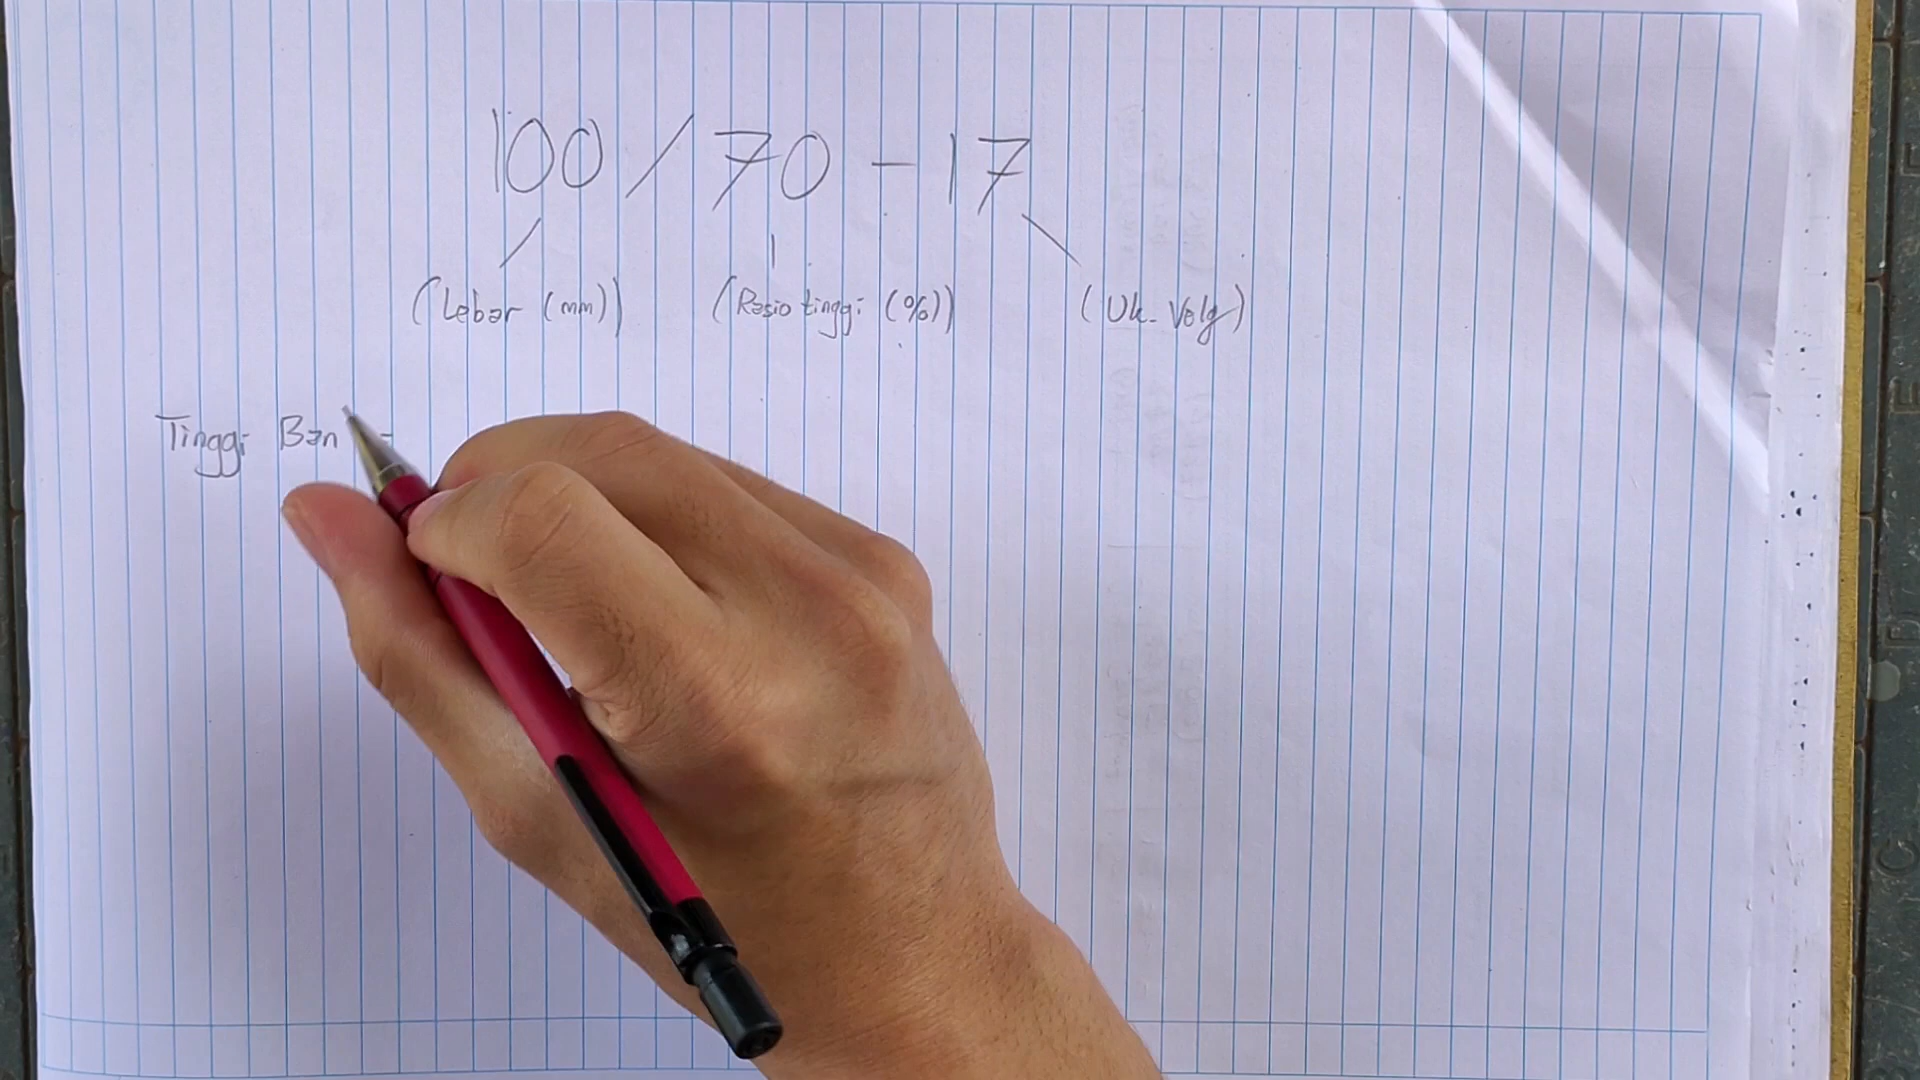 100 / 70 - 17
(Lebar (mm)) (Rasio tinggi (%)) (Uk. Velg)
Tinggi Ban